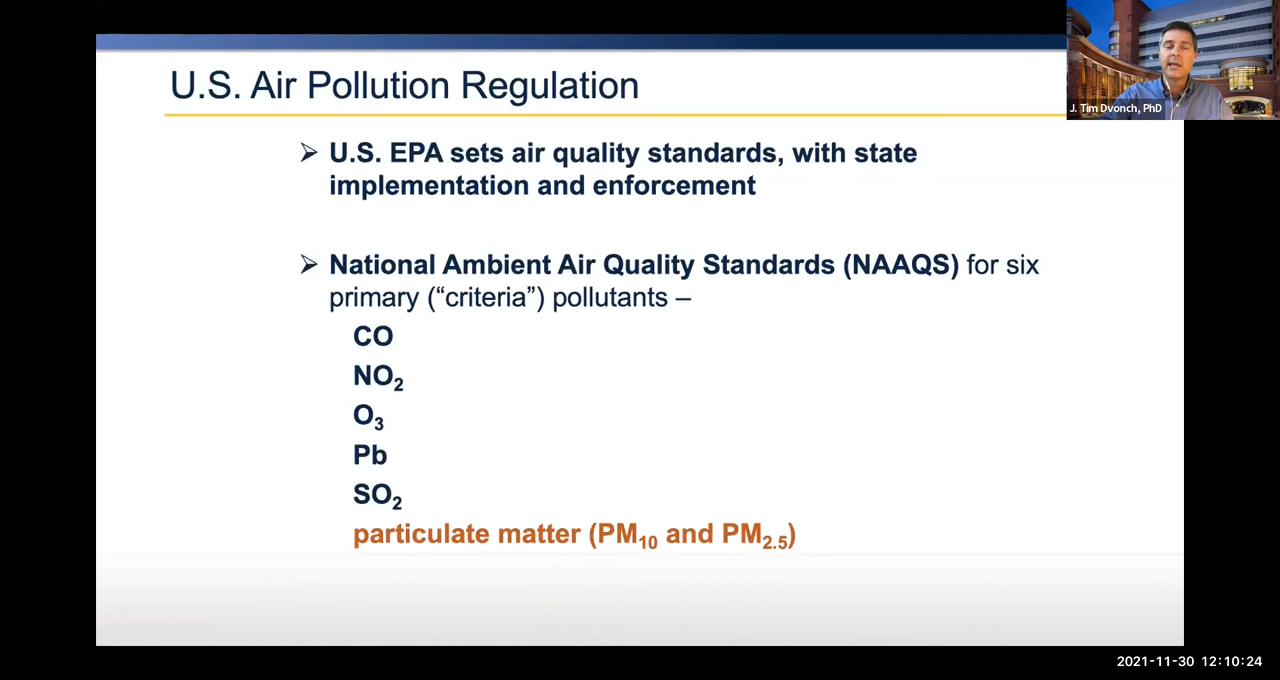 U.S. Air Pollution Regulation
J. Tim Dvonch, PhD
➢ U.S. EPA sets air quality standards, with state
implementation and enforcement
➢ National Ambient Air Quality Standards (NAAQS) for six
primary (“criteria”) pollutants –
CO
NO₂
O₃
Pb
SO₂
particulate matter (PM₁₀ and PM₂.₅)
2021-11-30 12:10:24